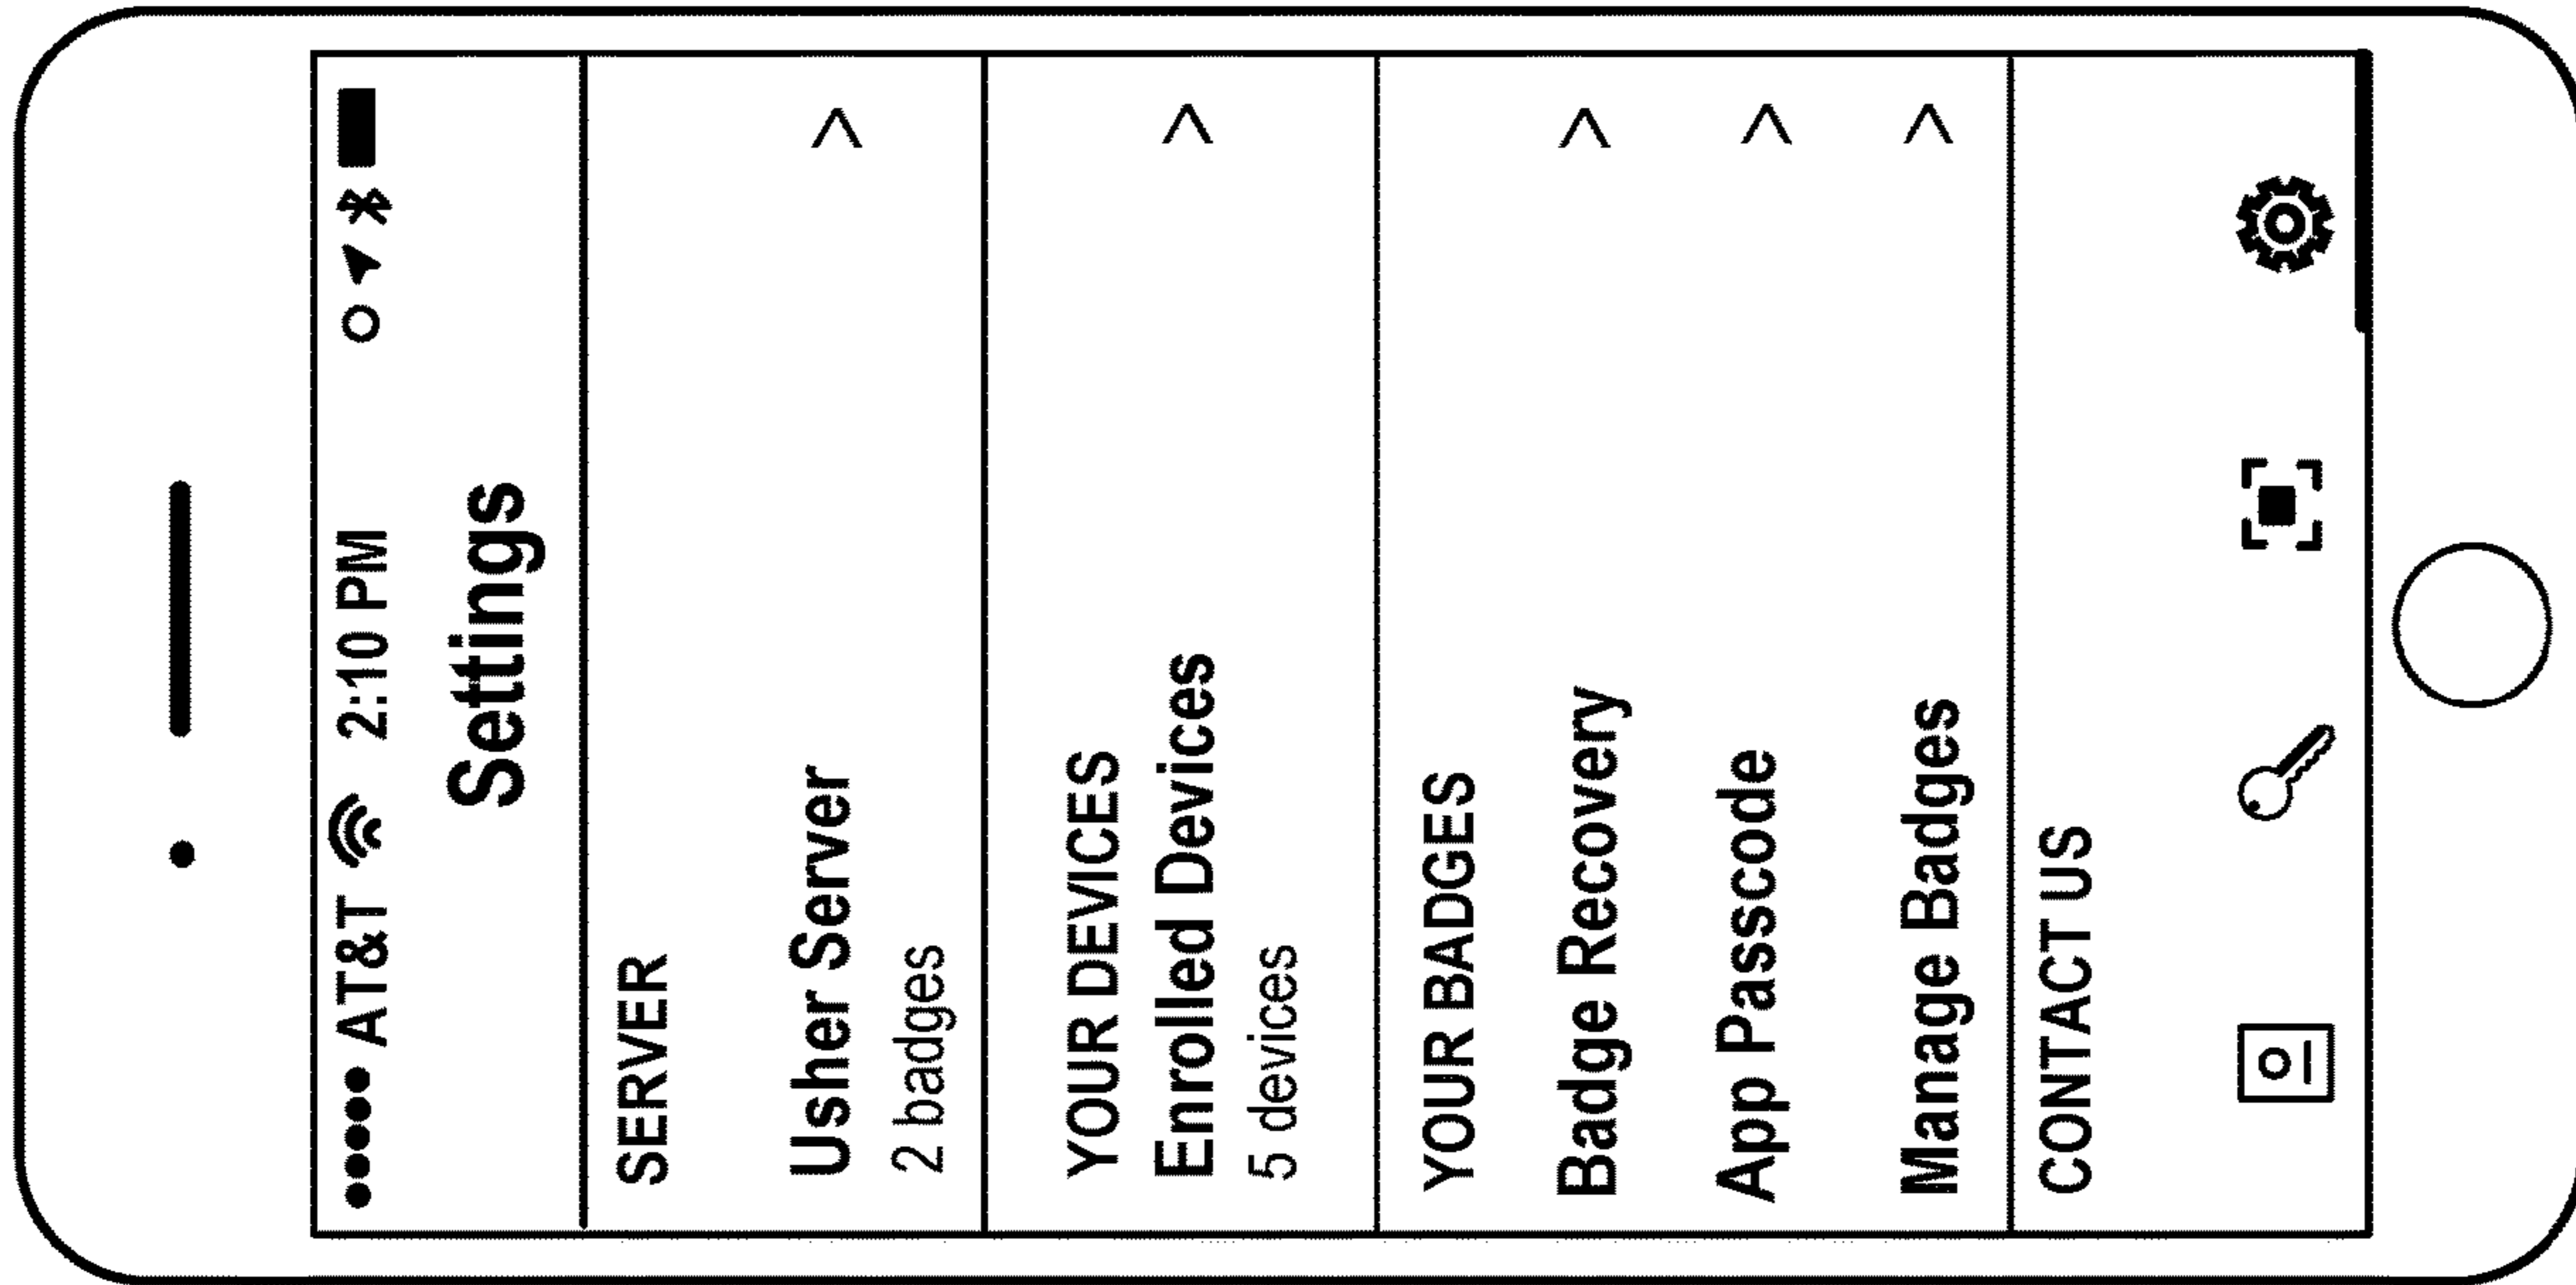 AT&T 2:10 PM
Settings
SERVER
Usher Server
2 badges
YOUR DEVICES
Enrolled Devices
5 devices
YOUR BADGES
Badge Recovery
App Passcode
Manage Badges
CONTACT US